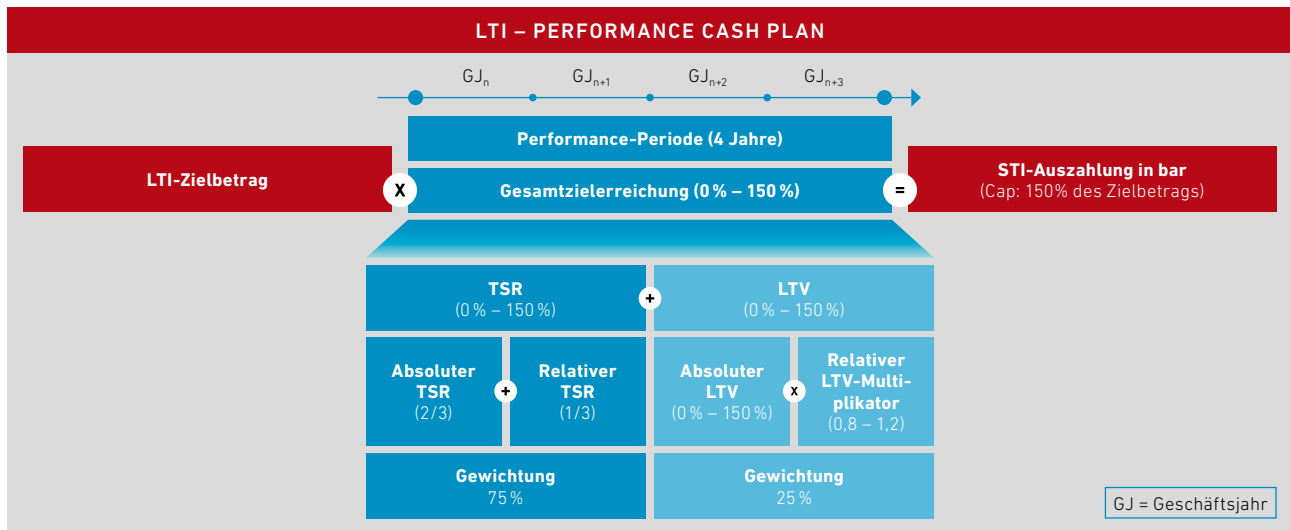 LTI – PERFORMANCE CASH PLAN
GJn
GJn+1
GJn+2
GJn+3
Performance-Periode (4 Jahre)
LTI-Zielbetrag
X
Gesamtzielerreichung (0 % – 150 %)
=
STI-Auszahlung in bar
(Cap: 150% des Zielbetrags)
TSR
(0 % – 150 %)
+
LTV
(0 % – 150 %)
Absoluter
TSR
(2/3)
+
Relativer
TSR
(1/3)
Absoluter
LTV
(0 % – 150 %)
x
Relativer
LTV-Multi-
plikator
(0,8 – 1,2)
Gewichtung
75 %
Gewichtung
25 %
GJ = Geschäftsjahr